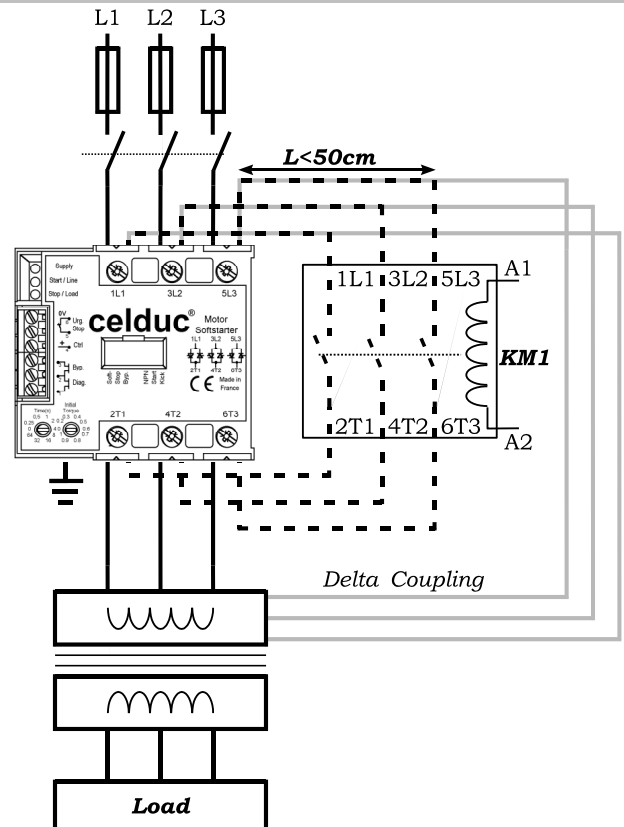 L1 L2 L3
L<50cm
Supply
Start / Line
Stop / Load
1L1 3L2 5L3
1L1 3L2 5L3 A1
0V
Urg
Stop
Ctrl
Byp.
Diag.
celduc®
Motor
Softstarter
1L1 3L2 5L3
2T1 4T2 6T3
Soft.
Stop
Byp.
NPN
Start
Kick
CE Made in
France
KM1
Time(s)
Initial
Torque
2T1 4T2 6T3
2T1 4T2 6T3
A2
Delta Coupling
Load